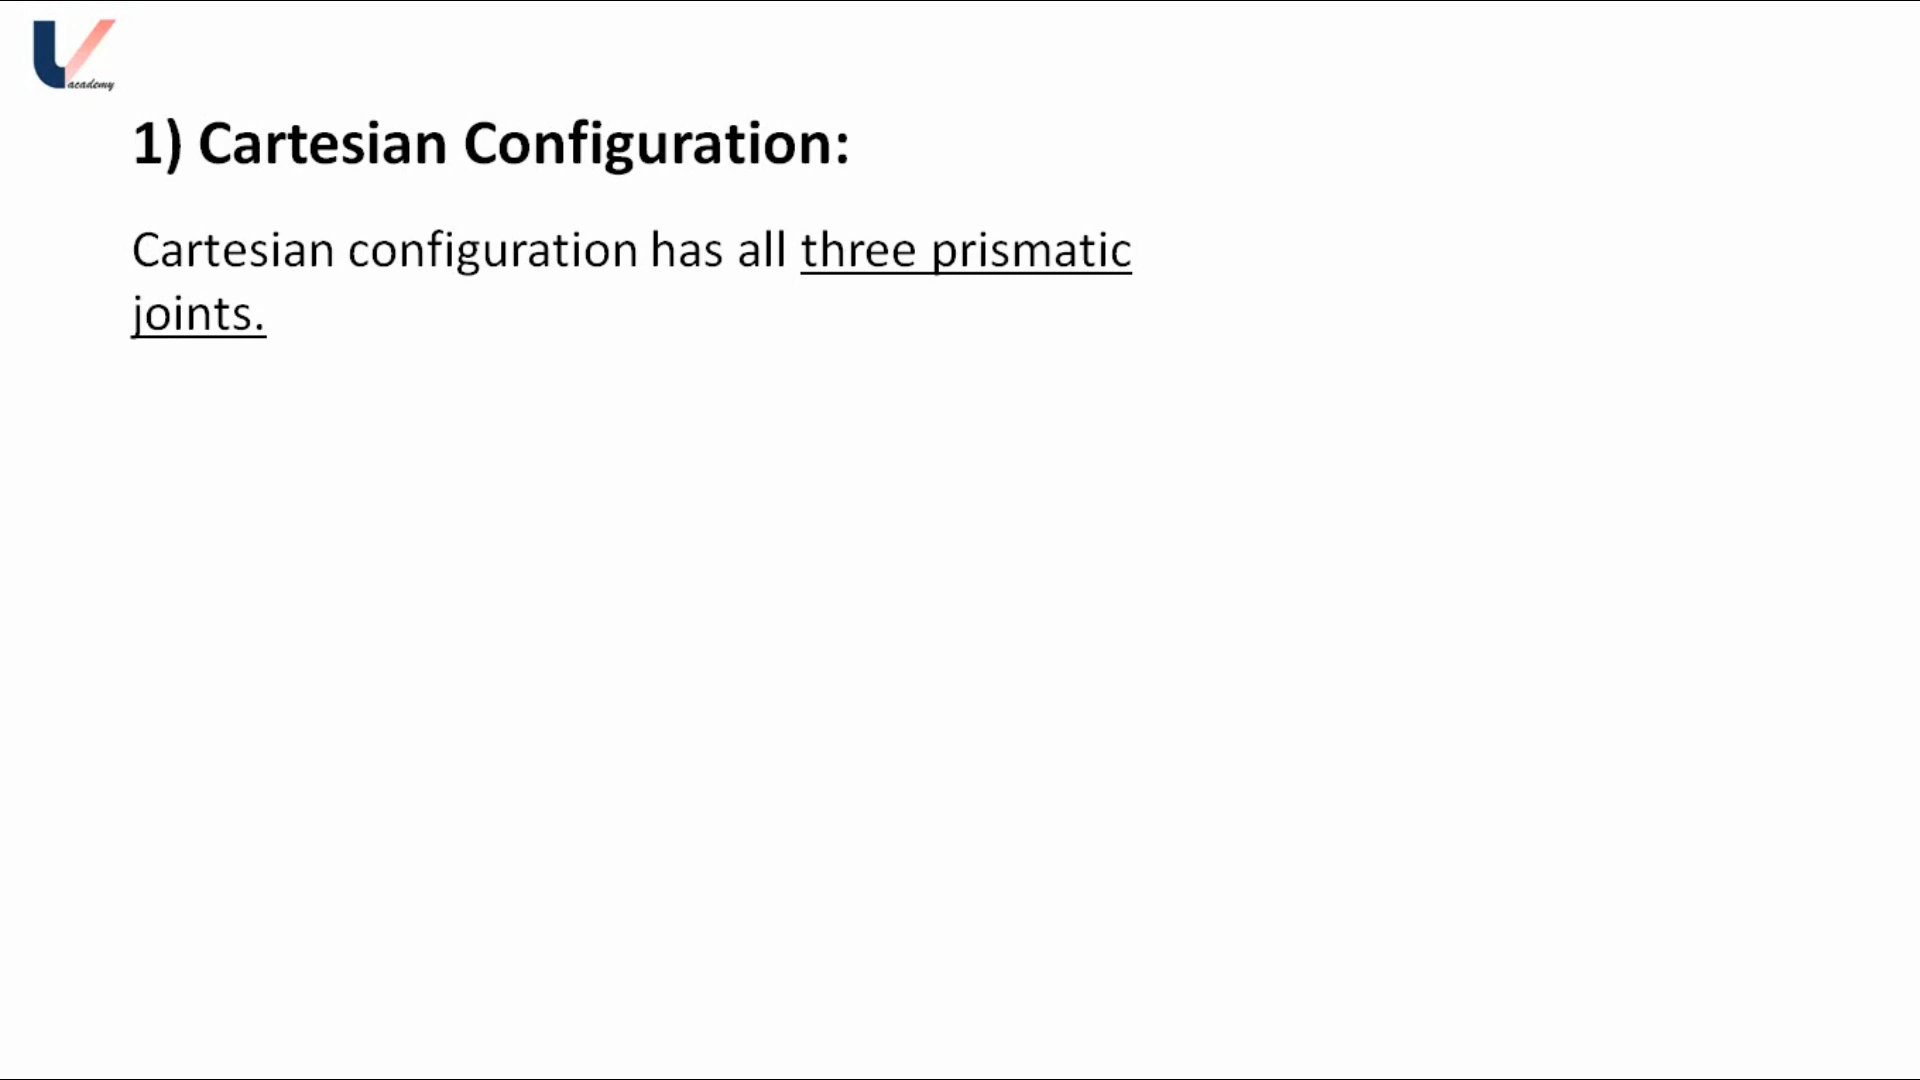 academy
1) Cartesian Configuration:
Cartesian configuration has all three prismatic
joints.